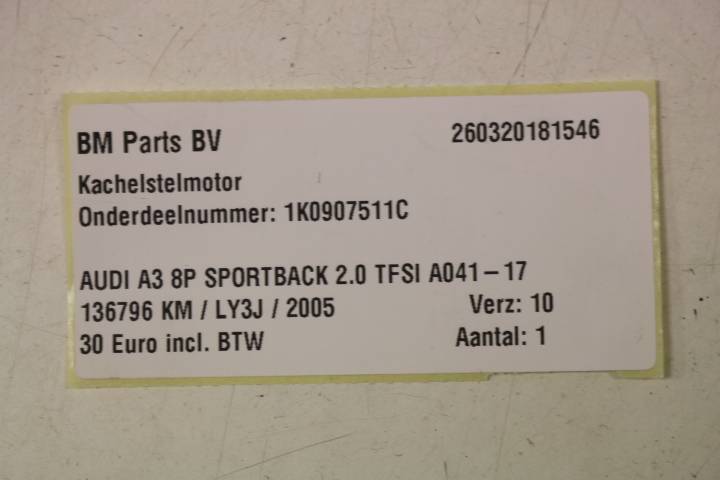 BM Parts BV 260320181546
Kachelstelmotor
Onderdeelnummer: 1K0907511C
AUDI A3 8P SPORTBACK 2.0 TFSI A041-17
136796 KM / LY3J / 2005 Verz: 10
30 Euro incl. BTW Aantal: 1